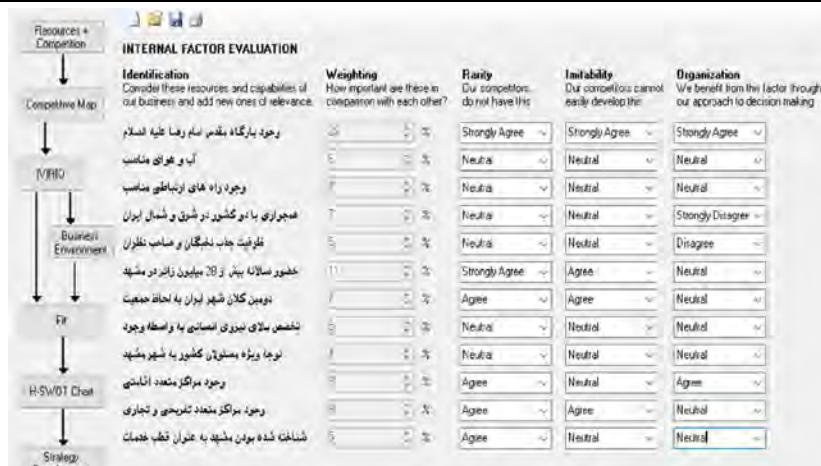 Resources +
Competition
Competitive Map
(V)RIO
Business
Environment
Fit
H-SWOT Chart
Strategy
INTERNAL FACTOR EVALUATION
Identification
Consider these resources and capabilities of
our business and add new ones of relevance.
Weighting
How important are these in
comparison with each other?
Rarity
Our competitors
do not have this
Imitability
Our competitors cannot
easily develop this
Organization
We benefit from this factor through
our approach to decision making
وجود بارگاه مقدس امام رضا علیه السلام % Strongly Agree Strongly Agree Strongly Agree
آب و هوای مناسب % Neutral Neutral Neutral
وجود راه های ارتباطی مناسب % Neutral Neutral Neutral
همجواری با دو کشور در شرق و شمال ایران 7 % Neutral Neutral Strongly Disagree
ظرفیت جذب نخبگان و صاحب نظران % Neutral Neutral Disagree
حضور سالانه بیش از 28 میلیون زائر در مشهد 11 % Strongly Agree Agree Neutral
دومین کلان شهر ایران به لحاظ جمعیت % Agree Agree Neutral
تخصص بالای نیروی انسانی به واسطه وجود % Neutral Neutral Neutral
توجه ویژه مسئولان کشور به شهر مشهد % Neutral Neutral Neutral
وجود مراکز متعدد اقامتی % Agree Neutral Agree
وجود مراکز متعدد تفریحی و تجاری % Agree Agree Neutral
شناخته شده بودن مشهد به عنوان قطب خدمات % Agree Neutral Neutral